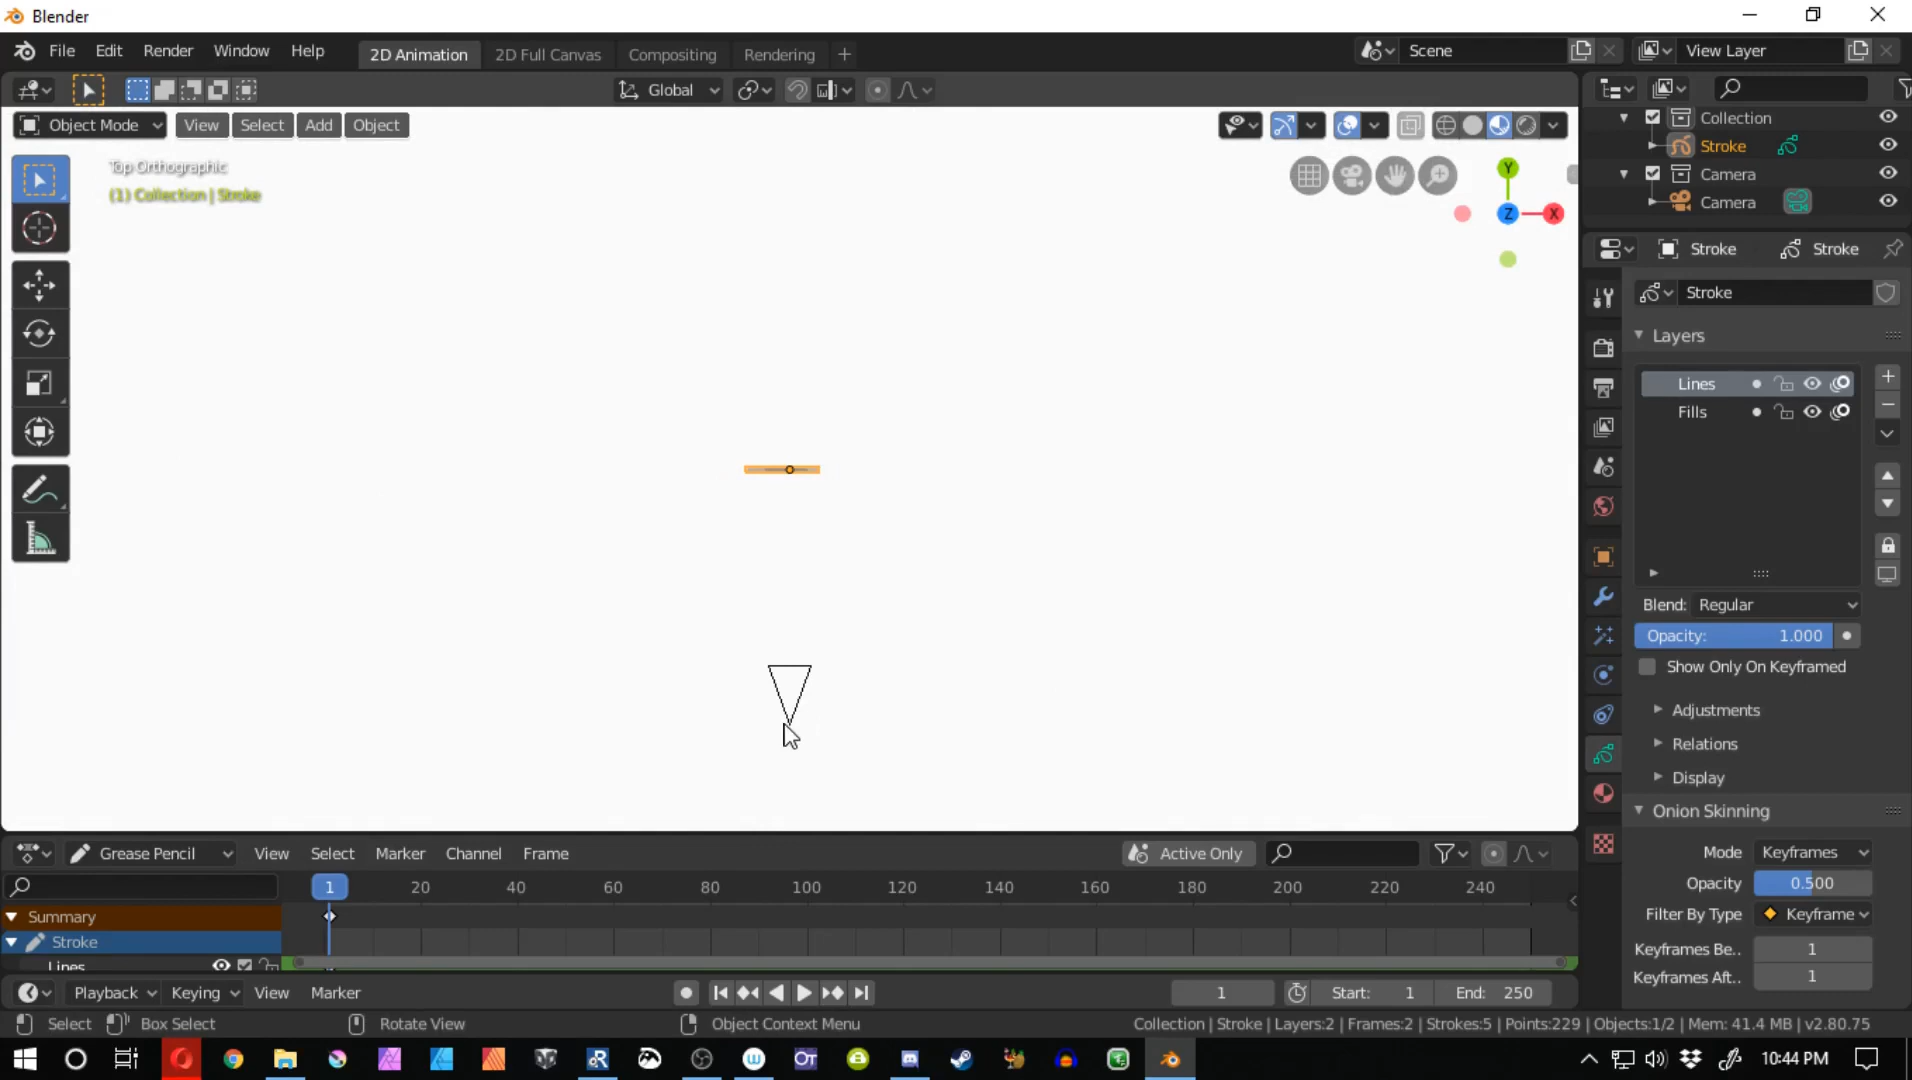 Blender
File Edit Render Window Help 2D Animation 2D Full Canvas Compositing Rendering + Scene View Layer
Global
Object Mode View Select Add Object
Top Orthographic
(1) Collection | Stroke
Y
Z X
Collection
Stroke
Camera
Camera
Stroke Stroke
Stroke
Layers
Lines
Fills
Blend: Regular
Opacity: 1.000
Show Only On Keyframed
Adjustments
Relations
Display
Onion Skinning
Mode Keyframes
Opacity 0.500
Filter By Type Keyframe
Keyframes Be.. 1
Keyframes Aft.. 1
Grease Pencil View Select Marker Channel Frame Active Only
1 20 40 60 80 100 120 140 160 180 200 220 240
Summary
Stroke
Lines
Playback Keying View Marker 1 Start: 1 End: 250
Select Box Select Rotate View Object Context Menu Collection | Stroke | Layers:2 | Frames:2 | Strokes:5 | Points:229 | Objects:1/2 | Mem: 41.4 MB | v2.80.75
10:44 PM